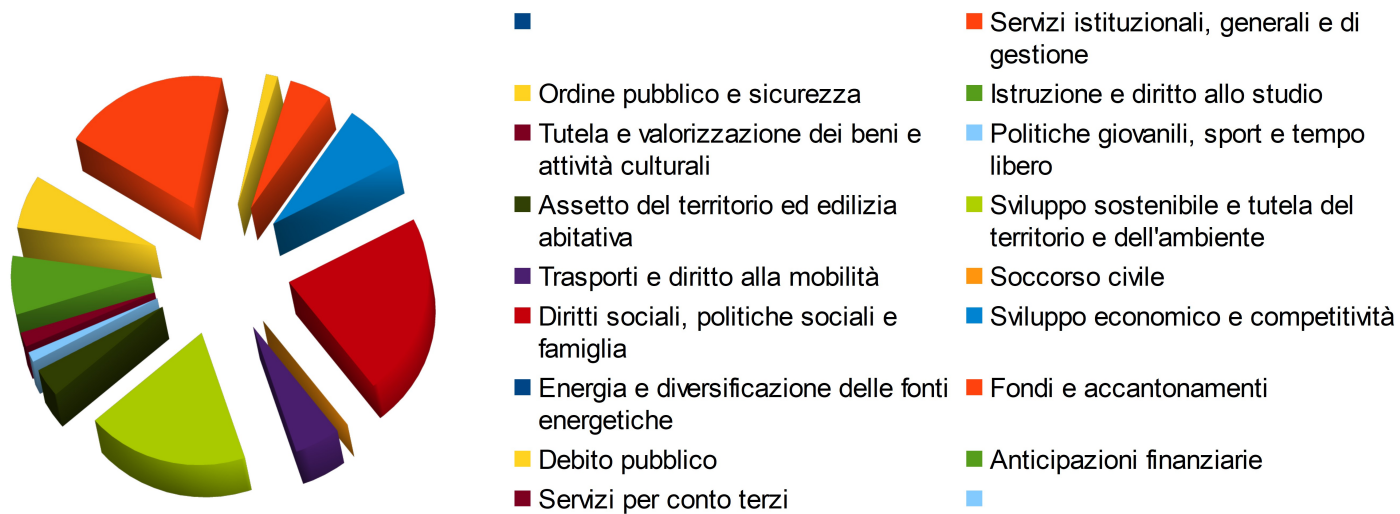 Servizi istituzionali, generali e di
gestione
Ordine pubblico e sicurezza
Istruzione e diritto allo studio
Tutela e valorizzazione dei beni e
attività culturali
Politiche giovanili, sport e tempo
libero
Assetto del territorio ed edilizia
abitativa
Sviluppo sostenibile e tutela del
territorio e dell'ambiente
Trasporti e diritto alla mobilità
Soccorso civile
Diritti sociali, politiche sociali e
famiglia
Sviluppo economico e competitività
Energia e diversificazione delle fonti
energetiche
Fondi e accantonamenti
Debito pubblico
Anticipazioni finanziarie
Servizi per conto terzi